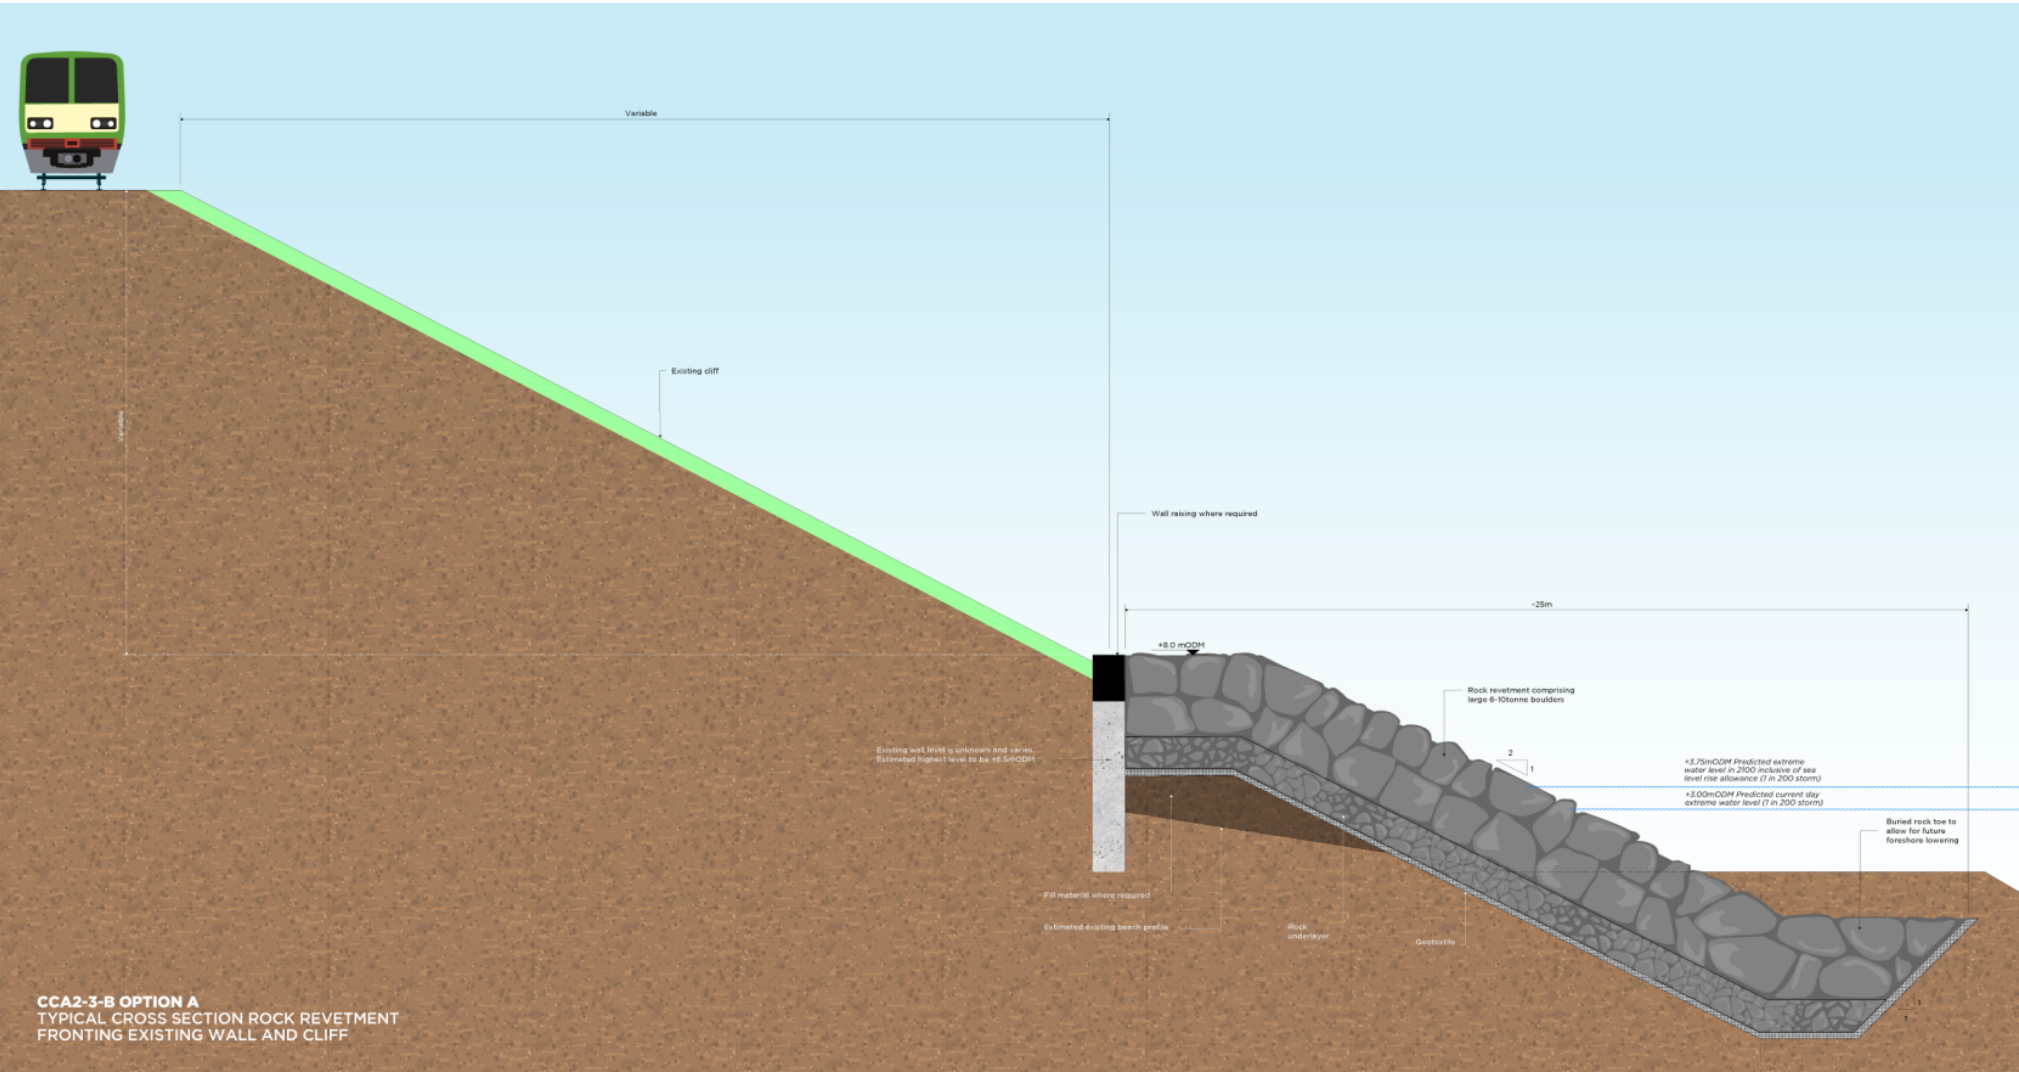 Variable
Variable
Existing cliff
Wall raising where required
~25m
+8.0 mODM
Rock revetment comprising
large 6-10tonne boulders
2
1
Existing wall level is unknown and varies.
Estimated highest level to be +6.5mODM
+3.75mODM Predicted extreme
water level in 2100 inclusive of sea
level rise allowance (1 in 200 storm)
+3.00mODM Predicted current day
extreme water level (1 in 200 storm)
Buried rock toe to
allow for future
foreshore lowering
Fill material where required
Estimated existing beach profile
Rock
underlayer
Geotextile
1
1
CCA2-3-B OPTION A
TYPICAL CROSS SECTION ROCK REVETMENT
FRONTING EXISTING WALL AND CLIFF